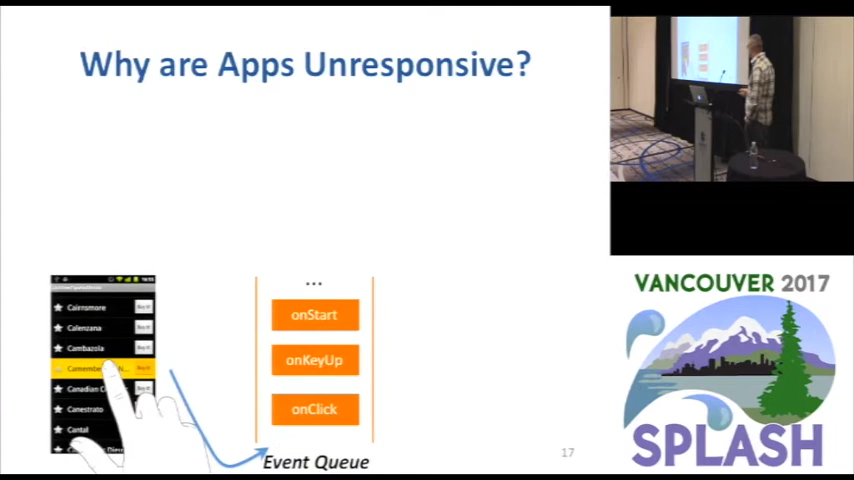 Why are Apps Unresponsive?
Cairnsmore
Calenzana
Cambazola
Canadian C
Canestrato
Cantal
...
onStart
onKeyUp
onClick
Event Queue
17
VANCOUVER 2017
SPLASH